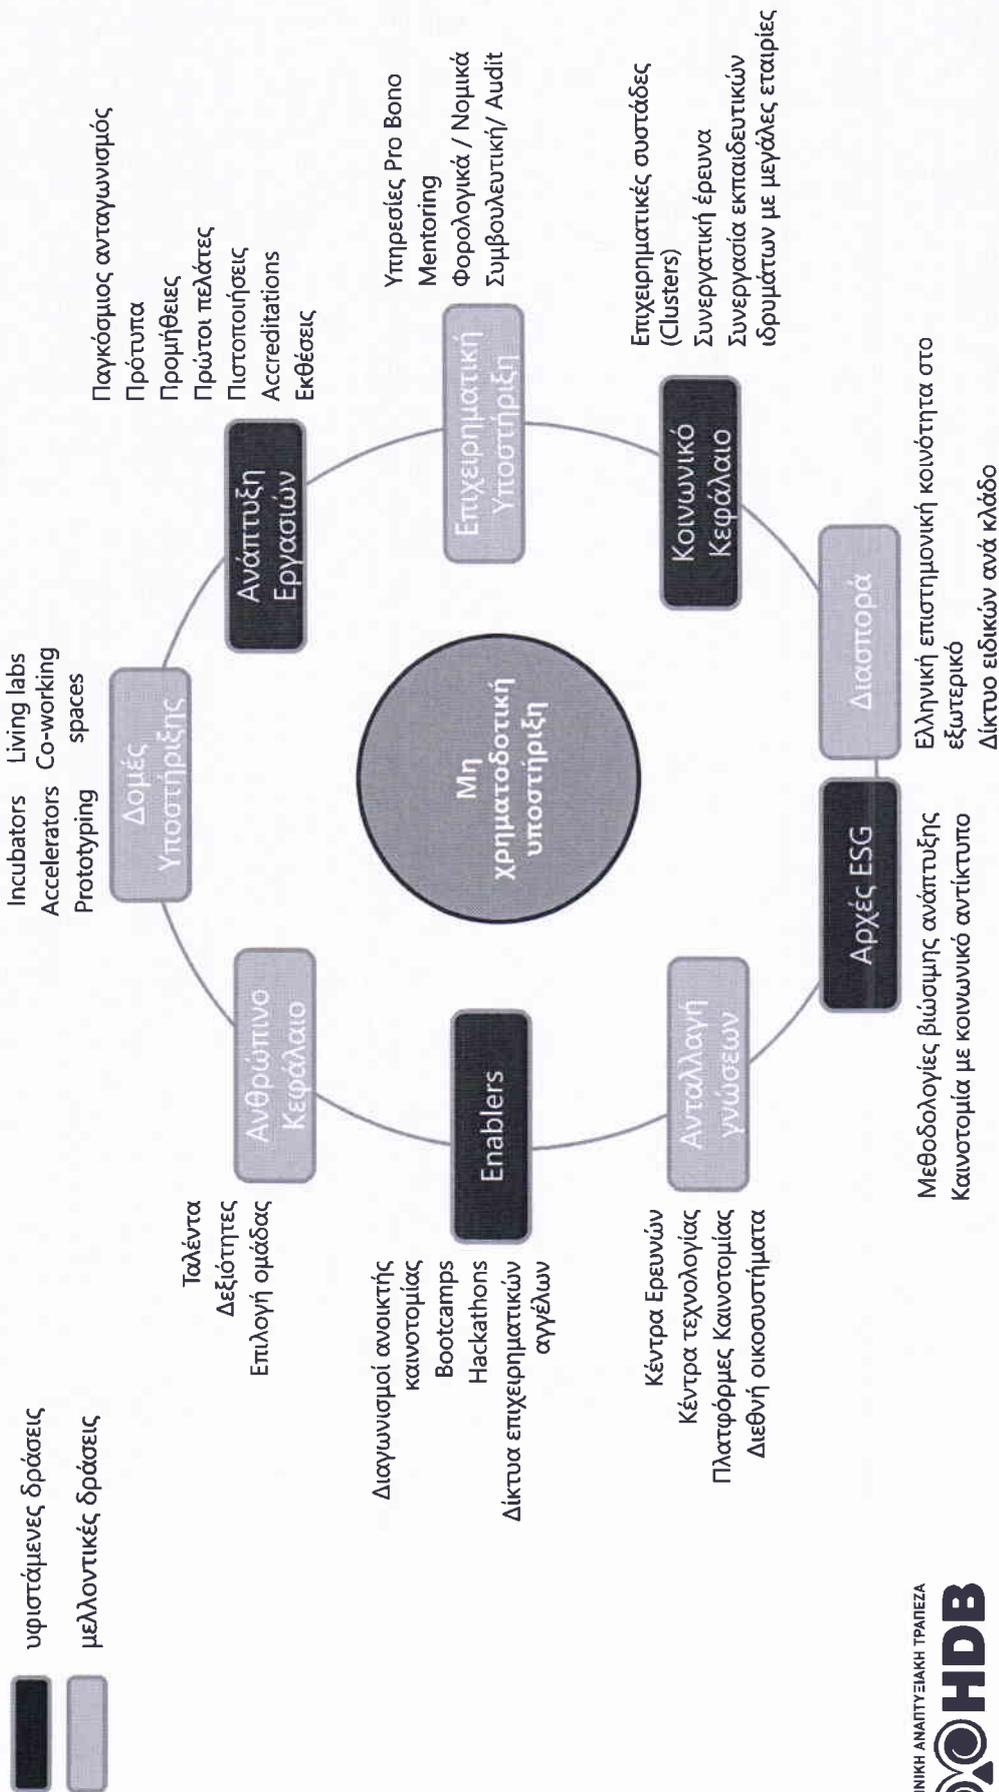 υφιστάμενες δράσεις
μελλοντικές δράσεις
Incubators
Accelerators
Prototyping
Living labs
Co-working
spaces
Δομές
Υποστήριξης
Παγκόσμιος ανταγωνισμός
Πρότυπα
Προμήθειες
Πρώτοι πελάτες
Πιστοποιήσεις
Accreditations
Εκθέσεις
Ανάπτυξη
Εργασιών
Υπηρεσίες Pro Bono
Mentoring
Φορολογικά / Νομικά
Συμβουλευτική/ Audit
Επιχειρηματική
Υποστήριξη
Επιχειρηματικές συστάδες
(Clusters)
Συνεργατική έρευνα
Συνεργασία εκπαιδευτικών
ιδρυμάτων με μεγάλες εταιρίες
Κοινωνικό
Κεφάλαιο
Διασπορά
Ελληνική επιστημονική κοινότητα στο
εξωτερικό
Δίκτυο ειδικών ανά κλάδο
Αρχές ESG
Μεθοδολογίες βιώσιμης ανάπτυξης
Καινοτομία με κοινωνικό αντίκτυπο
Ανταλλαγή
γνώσεων
Κέντρα Ερευνών
Κέντρα τεχνολογίας
Πλατφόρμες Καινοτομίας
Διεθνή οικοσυστήματα
Enablers
Διαγωνισμοί ανοικτής
καινοτομίας
Bootcamps
Hackathons
Δίκτυα επιχειρηματικών
αγγέλων
Ανθρώπινο
Κεφάλαιο
Ταλέντα
Δεξιότητες
Επιλογή ομάδας
Μη
χρηματοδοτική
υποστήριξη
ΑΝΑΠΤΥΞΙΑΚΗ ΤΡΑΠΕΖΑ
HDB